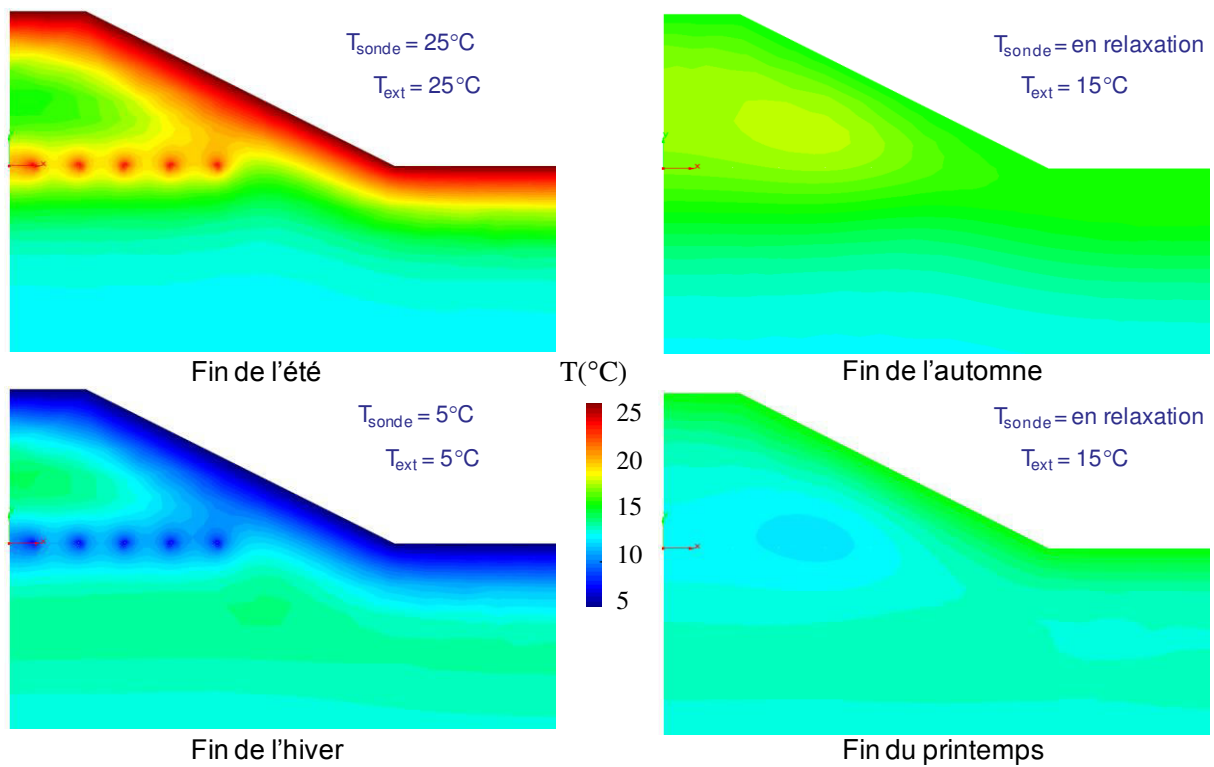 Tsonde = 25°C
Text = 25°C
Fin de l'été
Tsonde = en relaxation
Text = 15°C
Fin de l'automne
T(°C)
25
20
15
10
5
Tsonde = 5°C
Text = 5°C
Fin de l'hiver
Tsonde = en relaxation
Text = 15°C
Fin du printemps